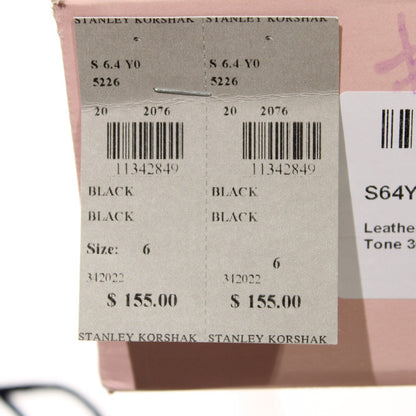 STANLEY KORSHAK STANLEY KORSHAK
S 6.4 Y0 S 6.4 Y0
5226 5226
20 2076 20 2076
11342849 11342849
BLACK BLACK
BLACK BLACK
Size: 6 6
342022 342022
$ 155.00 $ 155.00
STANLEY KORSHAK STANLEY KORSHAK
S64Y
Leathe
Tone 3